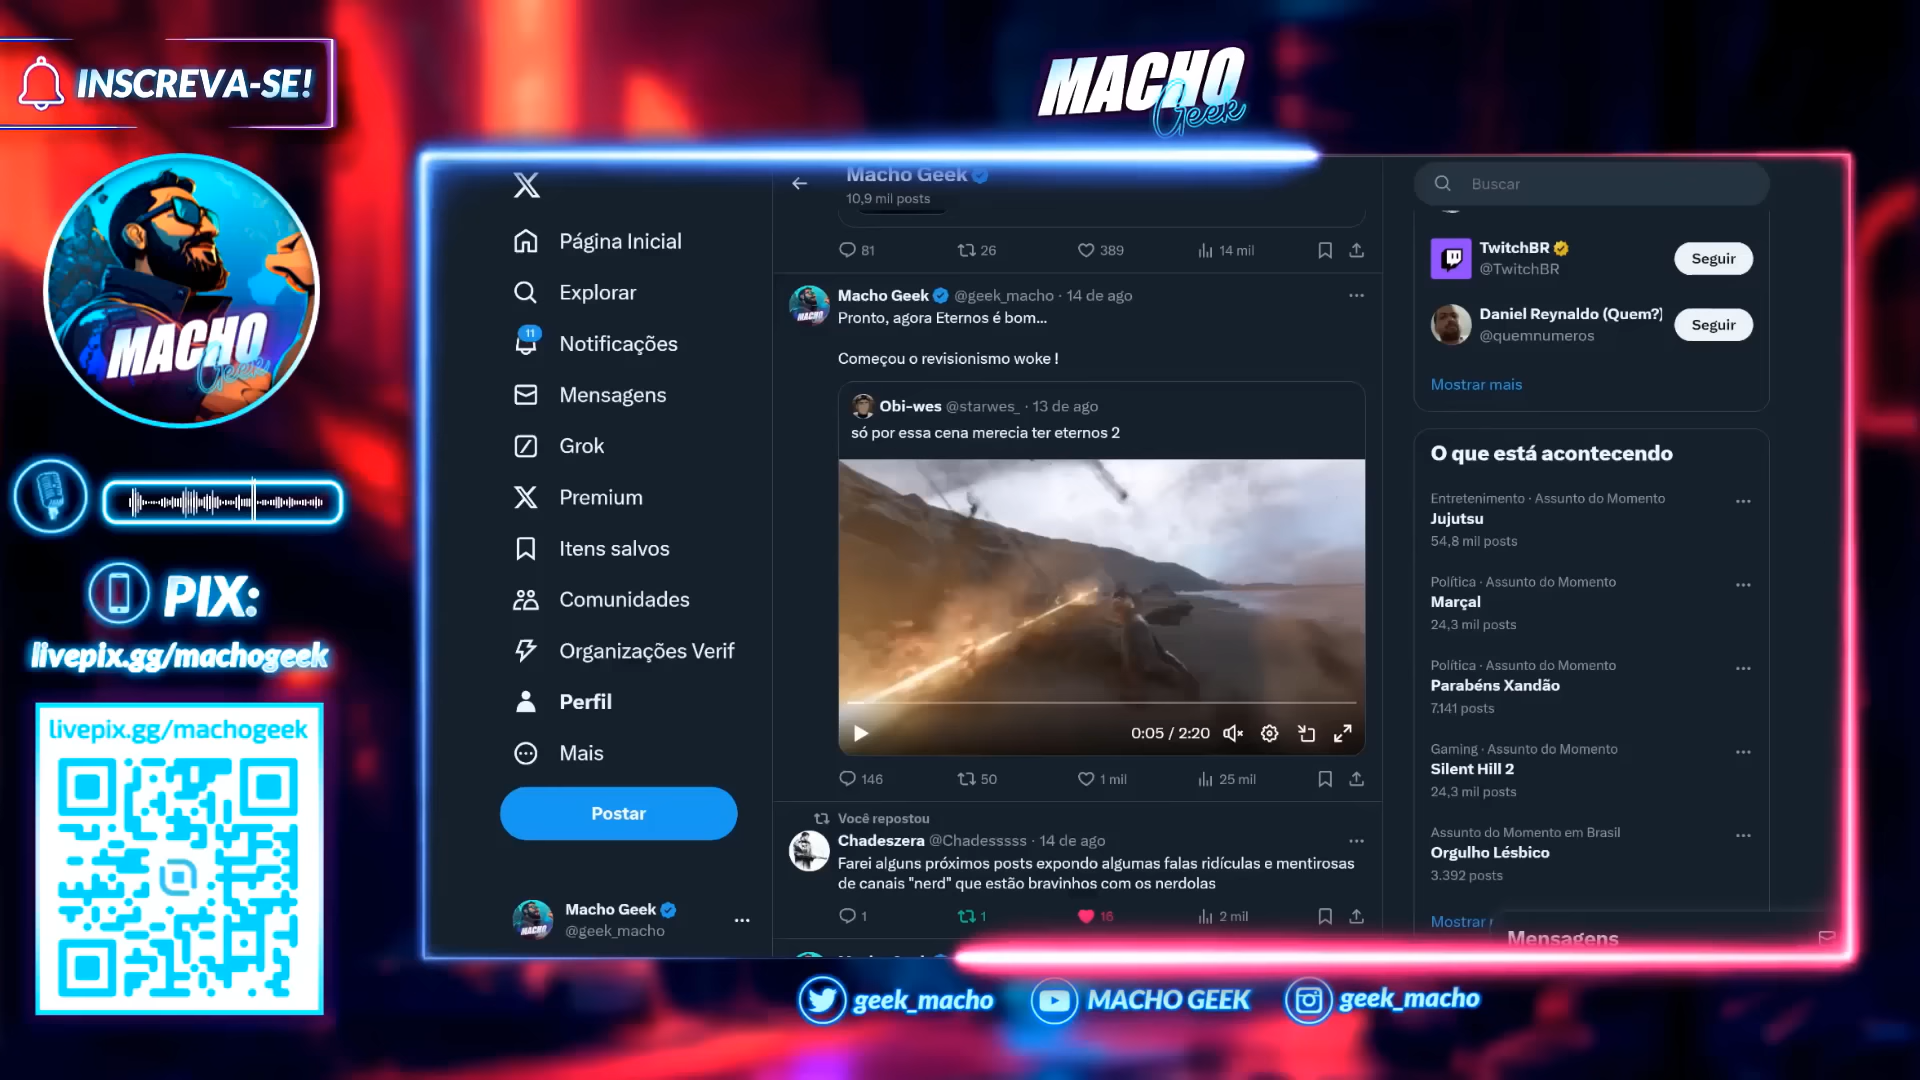 INSCREVA-SE!
MACHO
Geek
MACHO
Geek
PIX:
livepix.gg/machogeek
livepix.gg/machogeek
Página Inicial
Explorar
11
Notificações
Mensagens
Grok
Premium
Itens salvos
Comunidades
Organizações Verif
Perfil
Mais
Postar
Macho Geek
@geek_macho
Macho Geek
10,9 mil posts
81 26 389 14 mil
Macho Geek @geek_macho · 14 de ago
Pronto, agora Eternos é bom...
Começou o revisionismo woke !
Obi-wes @starwes_ · 13 de ago
só por essa cena merecia ter eternos 2
0:05 / 2:20
146 50 1 mil 25 mil
Você repostou
Chadeszera @Chadesssss · 14 de ago
Farei alguns próximos posts expondo algumas falas ridículas e mentirosas
de canais "nerd" que estão bravinhos com os nerdolas
1 1 16 2 mil
Buscar
TwitchBR
@TwitchBR
Seguir
Daniel Reynaldo (Quem?)
@quemnumeros
Seguir
Mostrar mais
O que está acontecendo
Entretenimento · Assunto do Momento
Jujutsu
54,8 mil posts
Política · Assunto do Momento
Marçal
24,3 mil posts
Política · Assunto do Momento
Parabéns Xandão
7.141 posts
Gaming · Assunto do Momento
Silent Hill 2
24,3 mil posts
Assunto do Momento em Brasil
Orgulho Lésbico
3.392 posts
Mostrar
Mensagens
geek_macho
MACHO GEEK
geek_macho